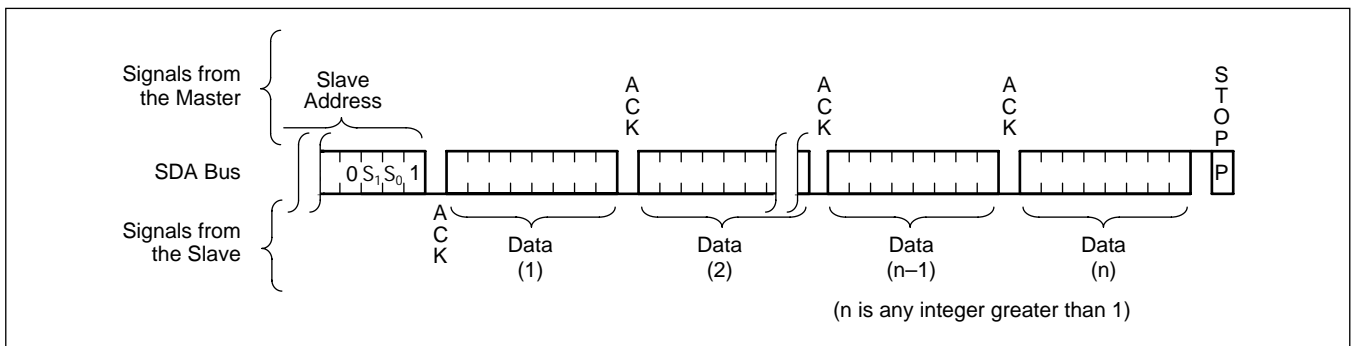 Signals from
the Master
Slave
Address
A
C
K
A
C
K
A
C
K
S
T
O
P
SDA Bus
0 S₁ S₀ 1
P
Signals from
the Slave
A
C
K
Data
(1)
Data
(2)
Data
(n–1)
Data
(n)
(n is any integer greater than 1)